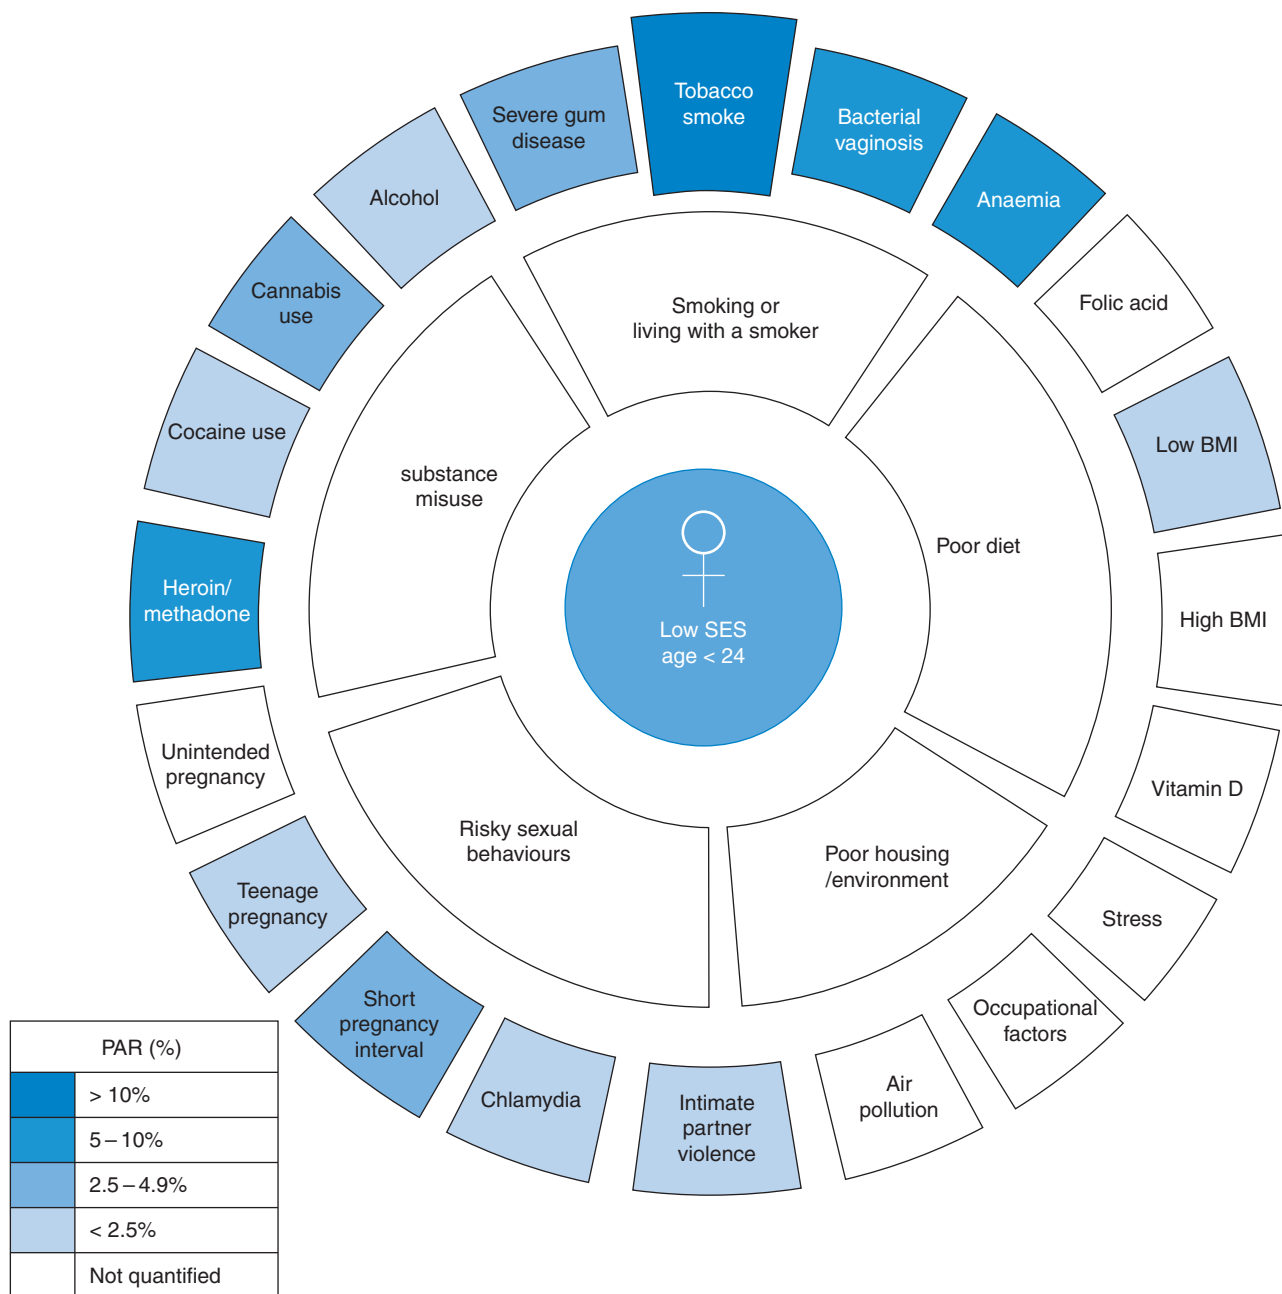 Tobacco
smoke
Bacterial
vaginosis
Anaemia
Folic acid
Low BMI
High BMI
Vitamin D
Stress
Occupational
factors
Air
pollution
Intimate
partner
violence
Chlamydia
Short
pregnancy
interval
Teenage
pregnancy
Unintended
pregnancy
Heroin/
methadone
Cocaine use
Cannabis
use
Alcohol
Severe gum
disease
Smoking or
living with a smoker
Poor diet
Poor housing
/environment
Risky sexual
behaviours
substance
misuse
Low SES
age < 24
PAR (%)
> 10%
5 – 10%
2.5 – 4.9%
< 2.5%
Not quantified